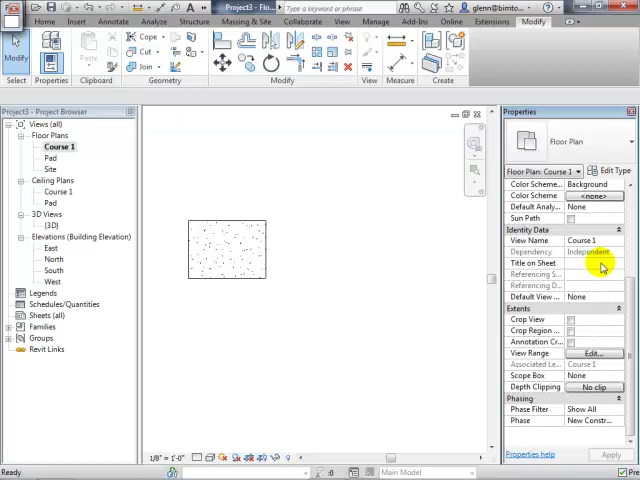 Project3 - Flo...
glenn@bimto...
Home Insert Annotate Structure Massing & Site Collaborate View Manage Online Extensions Modify
Modify
Properties
Paste
Cope
Cut
Join
Select Properties Clipboard Geometry Modify View Measure Create
Project3 - Project Browser
Views (all)
Floor Plans
Course 1
Pad
Site
Ceiling Plans
Course 1
Pad
3D Views
{3D}
Elevations (Building Elevation)
East
North
South
West
Legends
Schedules/Quantities
Sheets (all)
Families
Groups
Revit Links
Properties
Floor Plan
Floor Plan: Course 1 Edit Type
Color Scheme... Background
Color Scheme <none>
Default Analy... None
Sun Path
Identity Data
View Name Course 1
Dependency Independent
Title on Sheet
Referencing S...
Referencing D...
Default View ... None
Extents
Crop View
Crop Region ...
Annotation Cr...
View Range Edit...
Associated Le... Course 1
Scope Box None
Depth Clipping No clip
Phasing
Phase Filter Show All
Phase New Constr...
Properties help Apply
1/8" = 1'-0"
Ready :0 Main Model Pre